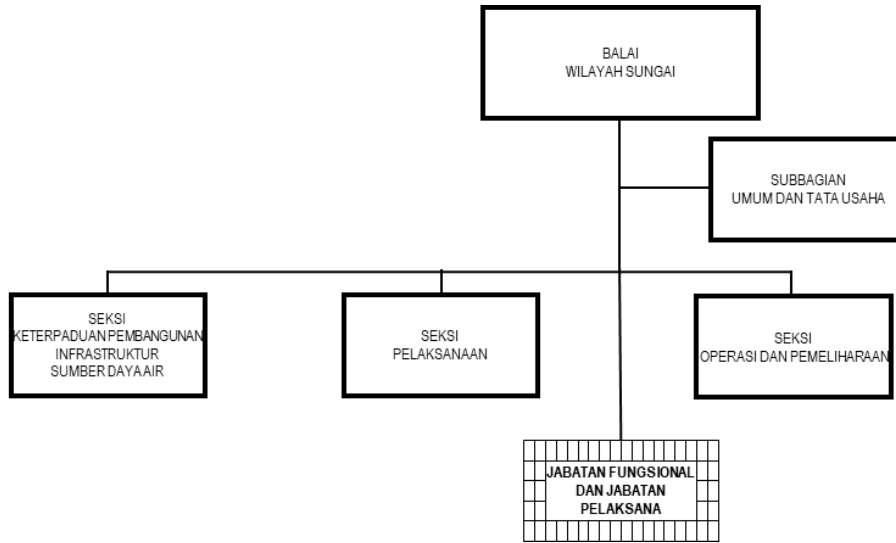 BALAI
WILAYAH SUNGAI
SUBBAGIAN
UMUM DAN TATA USAHA
SEKSI
KETERPADUAN PEMBANGUNAN
INFRASTRUKTUR
SUMBER DAYA AIR
SEKSI
PELAKSANAAN
SEKSI
OPERASI DAN PEMELIHARAAN
JABATAN FUNGSIONAL
DAN JABATAN
PELAKSANA